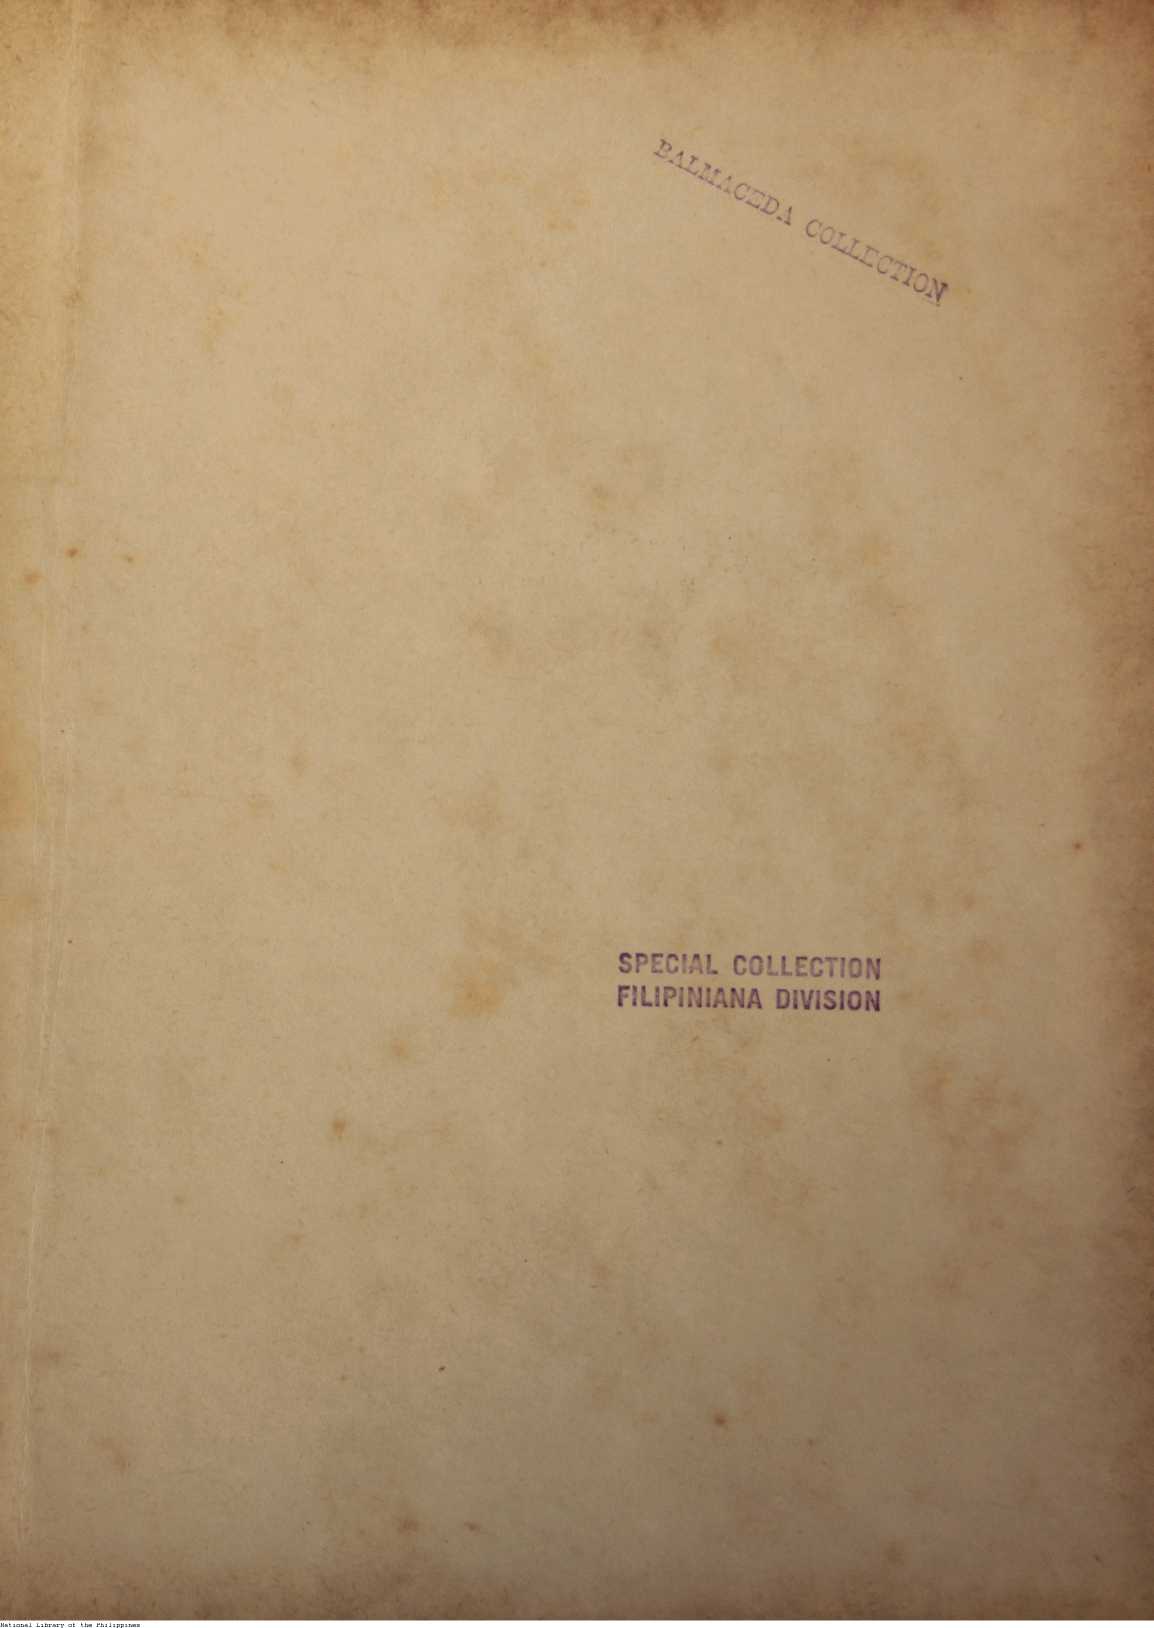 BALMACEDA COLLECTION
SPECIAL COLLECTION
FILIPINIANA DIVISION
National Library of the Philippines